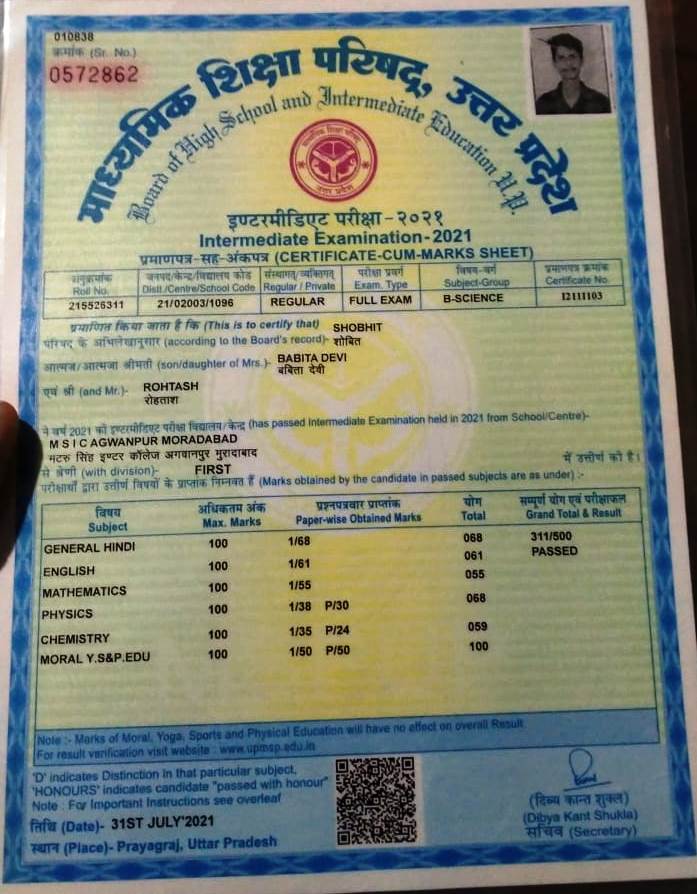 010838
क्रमांक (Sr. No.)
0572862
माध्यमिक शिक्षा परिषद्, उत्तर प्रदेश
Board of High School and Intermediate Education U.P.
माध्यमिक शिक्षा परिषद्
उत्तर प्रदेश
इण्टरमीडिएट परीक्षा-२०२१
Intermediate Examination-2021
प्रमाणपत्र-सह-अंकपत्र (CERTIFICATE-CUM-MARKS SHEET)
अनुक्रमांक जनपद/केन्द्र/विद्यालय कोड संस्थागत/व्यक्तिगत परीक्षा प्रवर्ग विषय-वर्ग प्रमाणपत्र क्रमांक
Roll No. Distt./Centre/School Code Regular / Private Exam. Type Subject-Group Certificate No.
215526311 21/02003/1096 REGULAR FULL EXAM B-SCIENCE I2111103
प्रमाणित किया जाता है कि (This is to certify that) SHOBHIT
परिषद के अभिलेखानुसार (according to the Board's record)- शोबित
आत्मज/आत्मजा श्रीमती (son/daughter of Mrs.)- BABITA DEVI
बबिता देवी
एवं श्री (and Mr.)- ROHTASH
रोहताश
ने वर्ष 2021 की इण्टरमीडिएट परीक्षा विद्यालय/केन्द्र (has passed Intermediate Examination held in 2021 from School/Centre)-
M S I C AGWANPUR MORADABAD
मटरु सिंह इण्टर कॉलेज अगवानपुर मुरादाबाद में उत्तीर्ण की है।
से श्रेणी (with division)- FIRST
परीक्षार्थी द्वारा उत्तीर्ण विषयों के प्राप्तांक निम्नवत हैं (Marks obtained by the candidate in passed subjects are as under) :-
विषय अधिकतम अंक प्रश्नपत्रवार प्राप्तांक योग सम्पूर्ण योग एवं परीक्षाफल
Subject Max. Marks Paper-wise Obtained Marks Total Grand Total & Result
GENERAL HINDI 100 1/68 068 311/500
ENGLISH 100 1/61 061 PASSED
MATHEMATICS 100 1/55 055
PHYSICS 100 1/38 P/30 068
CHEMISTRY 100 1/35 P/24 059
MORAL Y.S&P.EDU 100 1/50 P/50 100
Note :- Marks of Moral, Yoga, Sports and Physical Education will have no effect on overall Result
For result verification visit website : www.upmsp.edu.in
'D' indicates Distinction in that particular subject,
'HONOURS' indicates candidate "passed with honour"
Note : For Important Instructions see overleaf
तिथि (Date)- 31ST JULY'2021
स्थान (Place)- Prayagraj, Uttar Pradesh
(दिव्य कान्त शुक्ल)
(Dibya Kant Shukla)
सचिव (Secretary)